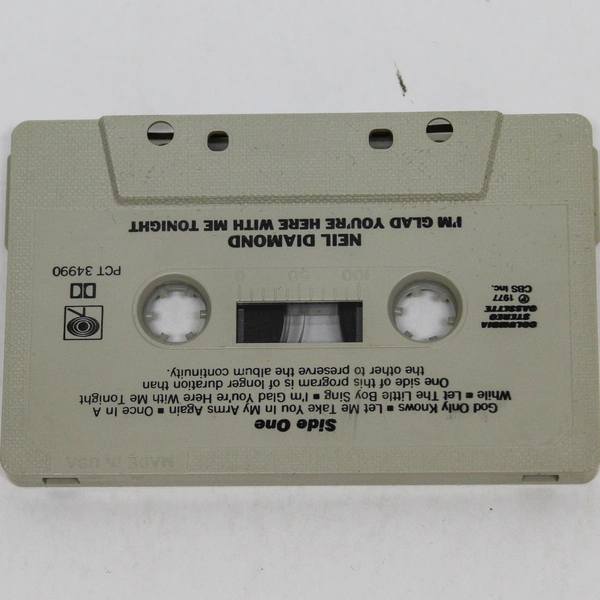 Side One
God Only Knows ■ Let Me Take You In My Arms Again ■ Once In A
While ■ Let The Little Boy Sing ■ I'm Glad You're Here With Me Tonight
One side of this program is of longer duration than
the other to preserve the album continuity.
COLUMBIA
STEREO
CASSETTE
℗ 1977
CBS Inc.
100 50 0
PCT 34990
NEIL DIAMOND
I'M GLAD YOU'RE HERE WITH ME TONIGHT
MADE IN USA